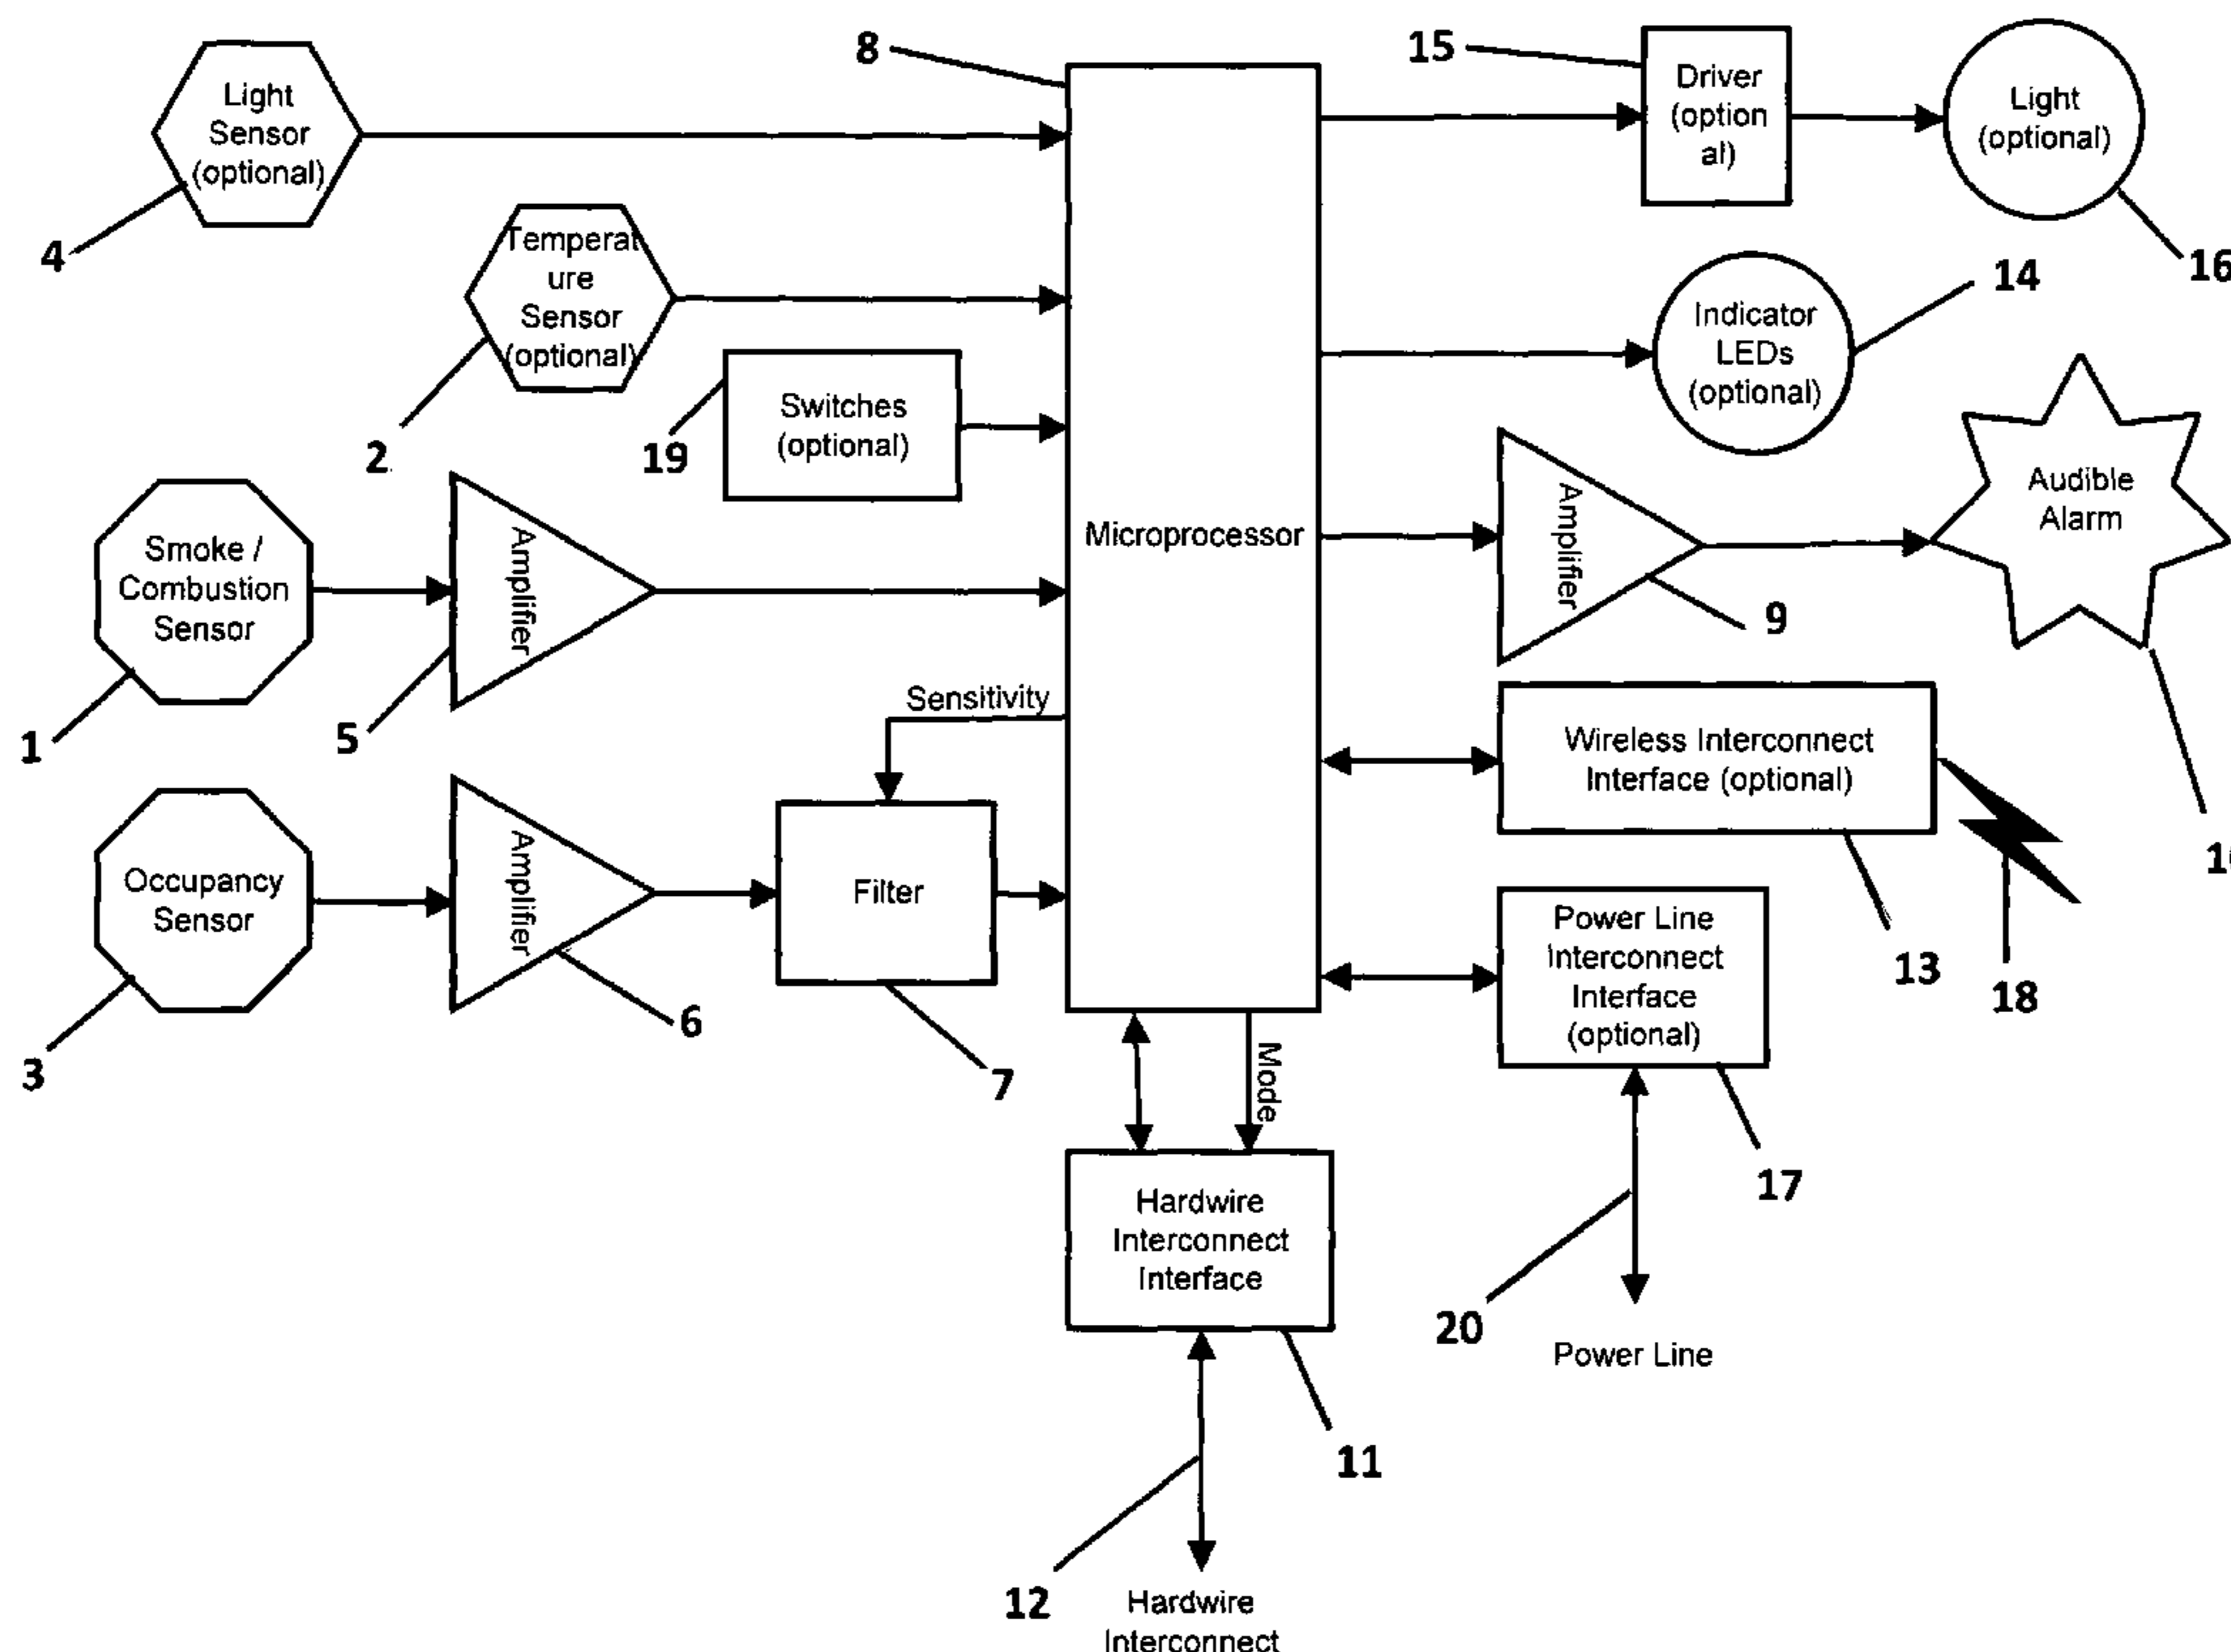 8
15
Driver
(option
al)
Light
(optional)
16
Light
Sensor
(optional)
4
Temperat
ure
Sensor
(optional)
2
Switches
(optional)
19
14
Indicator
LEDs
(optional)
Microprocessor
Amplifier
9
Audible
Alarm
Smoke /
Combustion
Sensor
1
Amplifier
5
Sensitivity
Wireless Interconnect
Interface (optional)
13
18
Occupancy
Sensor
3
Amplifier
6
Filter
7
Power Line
Interconnect
Interface
(optional)
17
Mode
20
Power Line
Hardwire
Interconnect
Interface
11
12
Hardwire
Interconnect